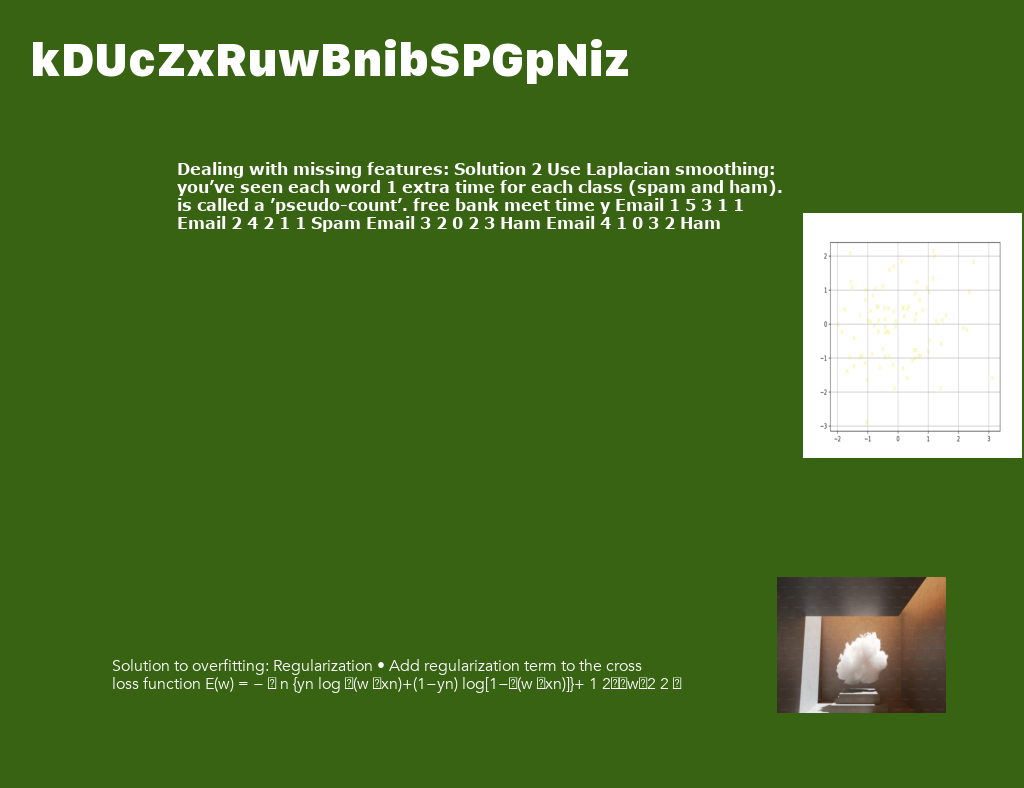 kDUcZxRuwBnibSPGpNiz
Dealing with missing features: Solution 2 Use Laplacian smoothing:
you’ve seen each word 1 extra time for each class (spam and ham).
is called a ’pseudo-count’. free bank meet time y Email 1 5 3 1 1
Email 2 4 2 1 1 Spam Email 3 2 0 2 3 Ham Email 4 1 0 3 2 Ham
2
1
0
−1
−2
−3
−2 −1 0 1 2 3
Solution to overfitting: Regularization • Add regularization term to the cross
loss function E(w) = − n {yn log (w xn)+(1−yn) log[1−(w xn)]}+ 1 2w2 2